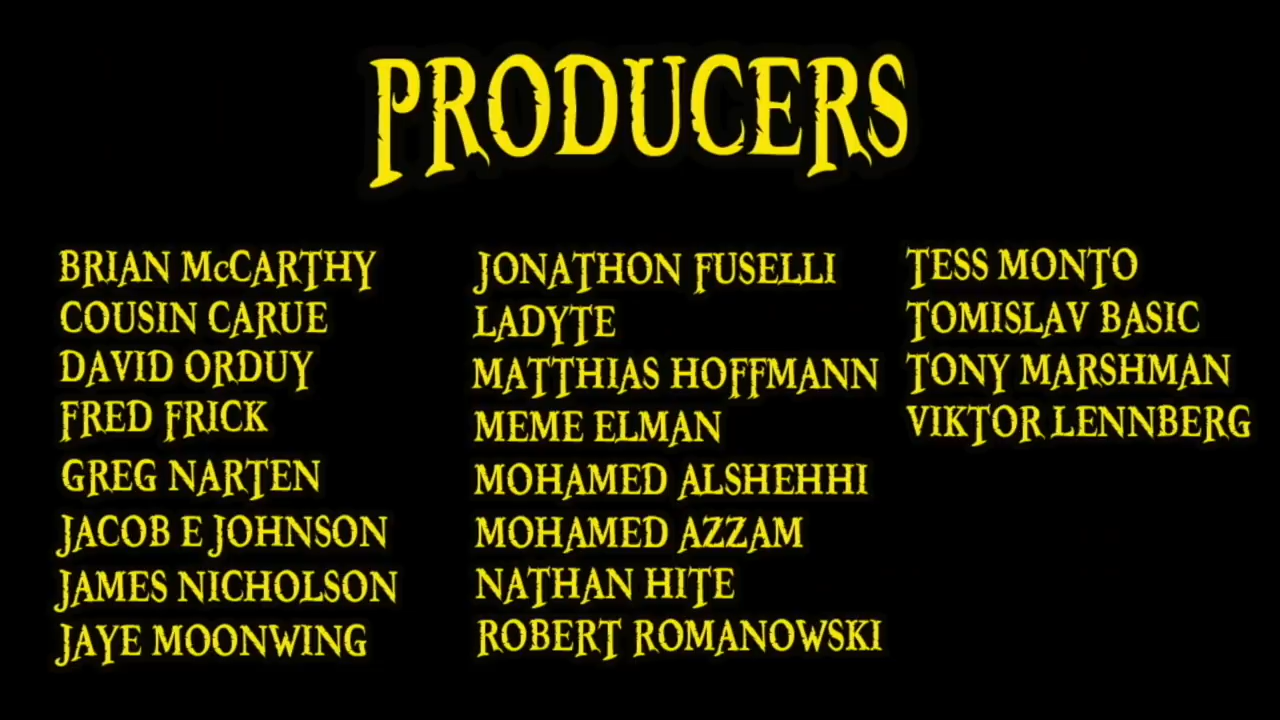 PRODUCERS
BRIAN McCARTHY
COUSIN CARUE
DAVID ORDUY
FRED FRICK
GREG NARTEN
JACOB E JOHNSON
JAMES NICHOLSON
JAYE MOONWING
JONATHON FUSELLI
LADYTE
MATTHIAS HOFFMANN
MEME ELMAN
MOHAMED ALSHEHHI
MOHAMED AZZAM
NATHAN HITE
ROBERT ROMANOWSKI
TESS MONTO
TOMISLAV BASIC
TONY MARSHMAN
VIKTOR LENNBERG